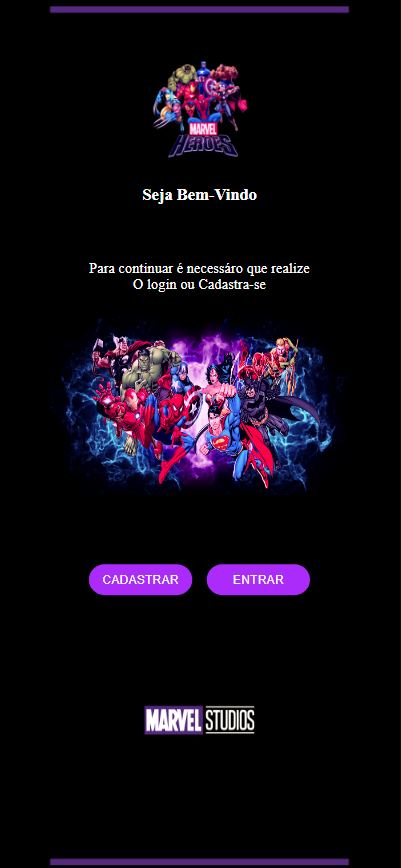 MARVEL
HEROES
Seja Bem-Vindo
Para continuar é necessáro que realize
O login ou Cadastra-se
CADASTRAR
ENTRAR
MARVEL STUDIOS